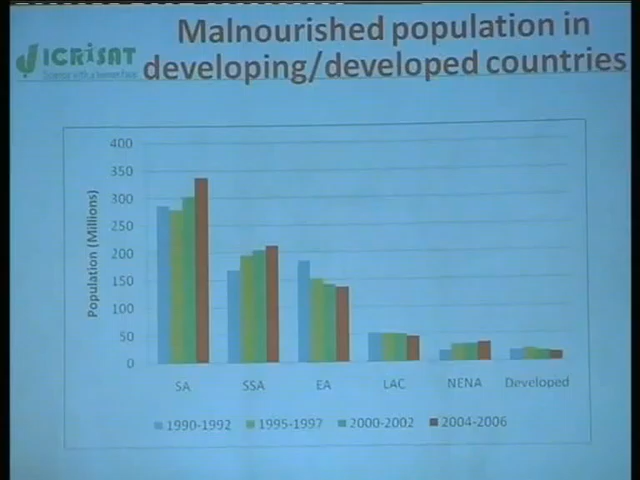 Malnourished population in
developing/developed countries
ICRISAT
Science with a human face
400
350
300
250
200
150
100
50
0
Population (Millions)
SA SSA EA LAC NENA Developed
1990-1992 1995-1997 2000-2002 2004-2006